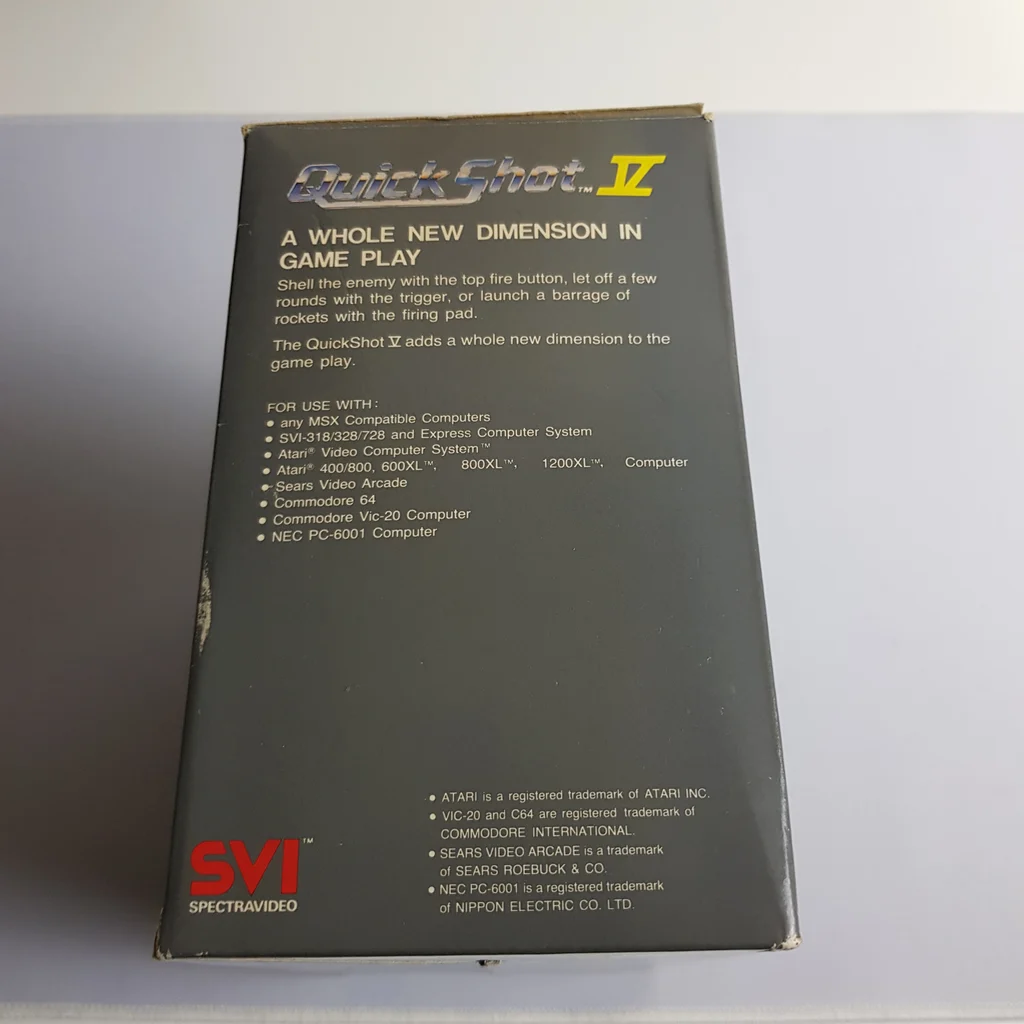 QuickShot™ V
A WHOLE NEW DIMENSION IN
GAME PLAY
Shell the enemy with the top fire button, let off a few
rounds with the trigger, or launch a barrage of
rockets with the firing pad.
The QuickShot V adds a whole new dimension to the
game play.
FOR USE WITH:
• any MSX Compatible Computers
• SVI-318/328/728 and Express Computer System
• Atari® Video Computer System™
• Atari® 400/800, 600XL™, 800XL™, 1200XL™, Computer
• Sears Video Arcade
• Commodore 64
• Commodore Vic-20 Computer
• NEC PC-6001 Computer
• ATARI is a registered trademark of ATARI INC.
• VIC-20 and C64 are registered trademark of
COMMODORE INTERNATIONAL.
• SEARS VIDEO ARCADE is a trademark
of SEARS ROEBUCK & CO.
• NEC PC-6001 is a registered trademark
of NIPPON ELECTRIC CO. LTD.
SVI™
SPECTRAVIDEO